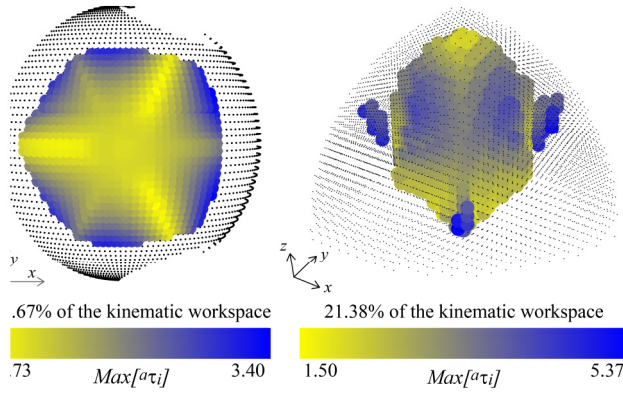 y
x
z
y
x
.67% of the kinematic workspace
21.38% of the kinematic workspace
.73
3.40
Max[ᵃτᵢ]
1.50
5.37
Max[ᵃτᵢ]